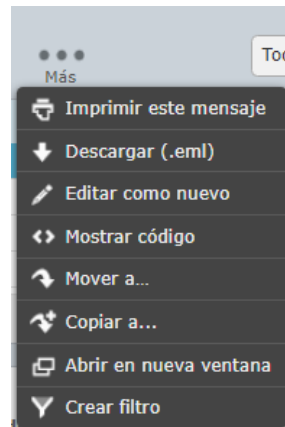 Más
Toc
Imprimir este mensaje
Descargar (.eml)
Editar como nuevo
Mostrar código
Mover a...
Copiar a...
Abrir en nueva ventana
Crear filtro